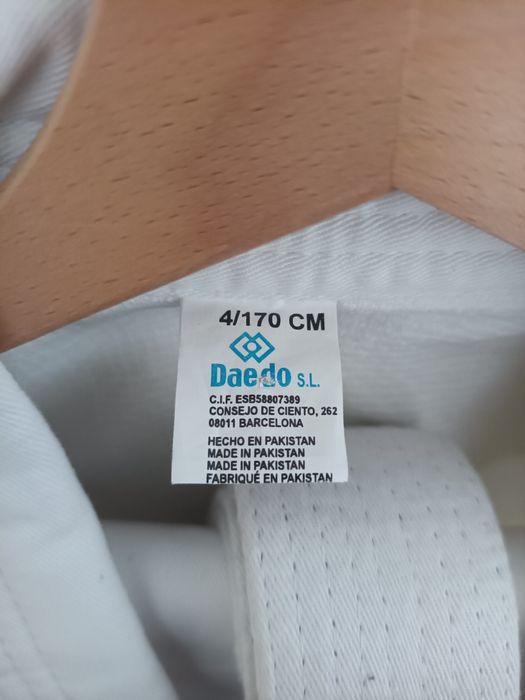 4/170 CM
Daedo S.L.
C.I.F. ESB58807389
CONSEJO DE CIENTO, 262
08011 BARCELONA
HECHO EN PAKISTAN
MADE IN PAKISTAN
MADE IN PAKISTAN
FABRIQUÉ EN PAKISTAN